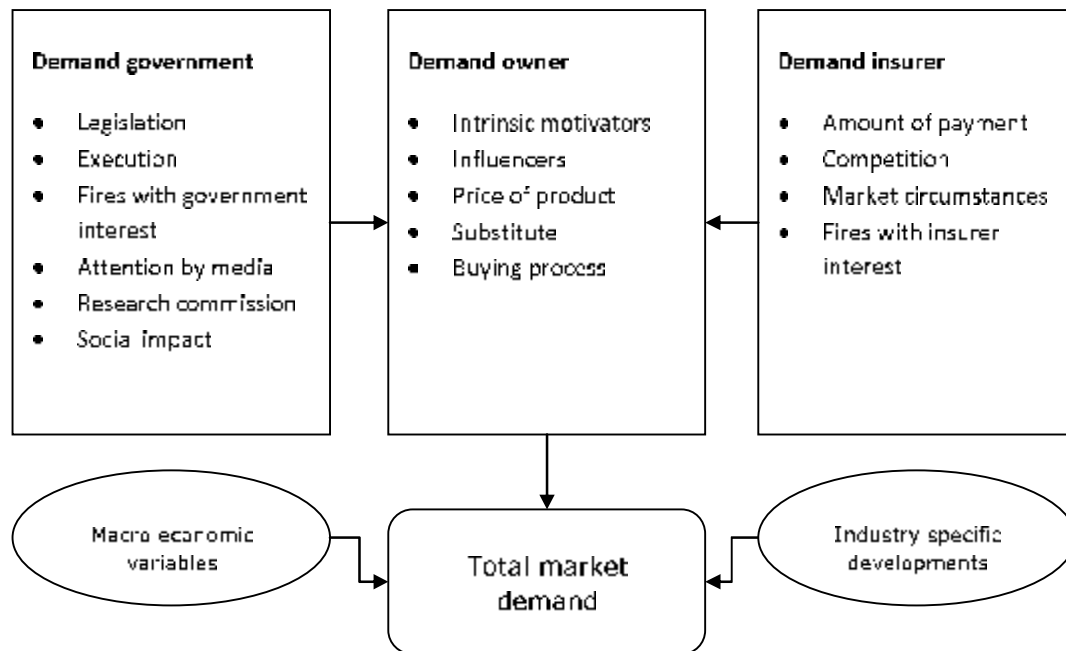 Demand government
• Legislation
• Execution
• Fires with government
interest
• Attention by media
• Research commission
• Social impact
Demand owner
• Intrinsic motivators
• Influencers
• Price of product
• Substitute
• Buying process
Demand insurer
• Amount of payment
• Competition
• Market circumstances
• Fires with insurer
interest
Macro economic
variables
Total market
demand
Industry specific
developments